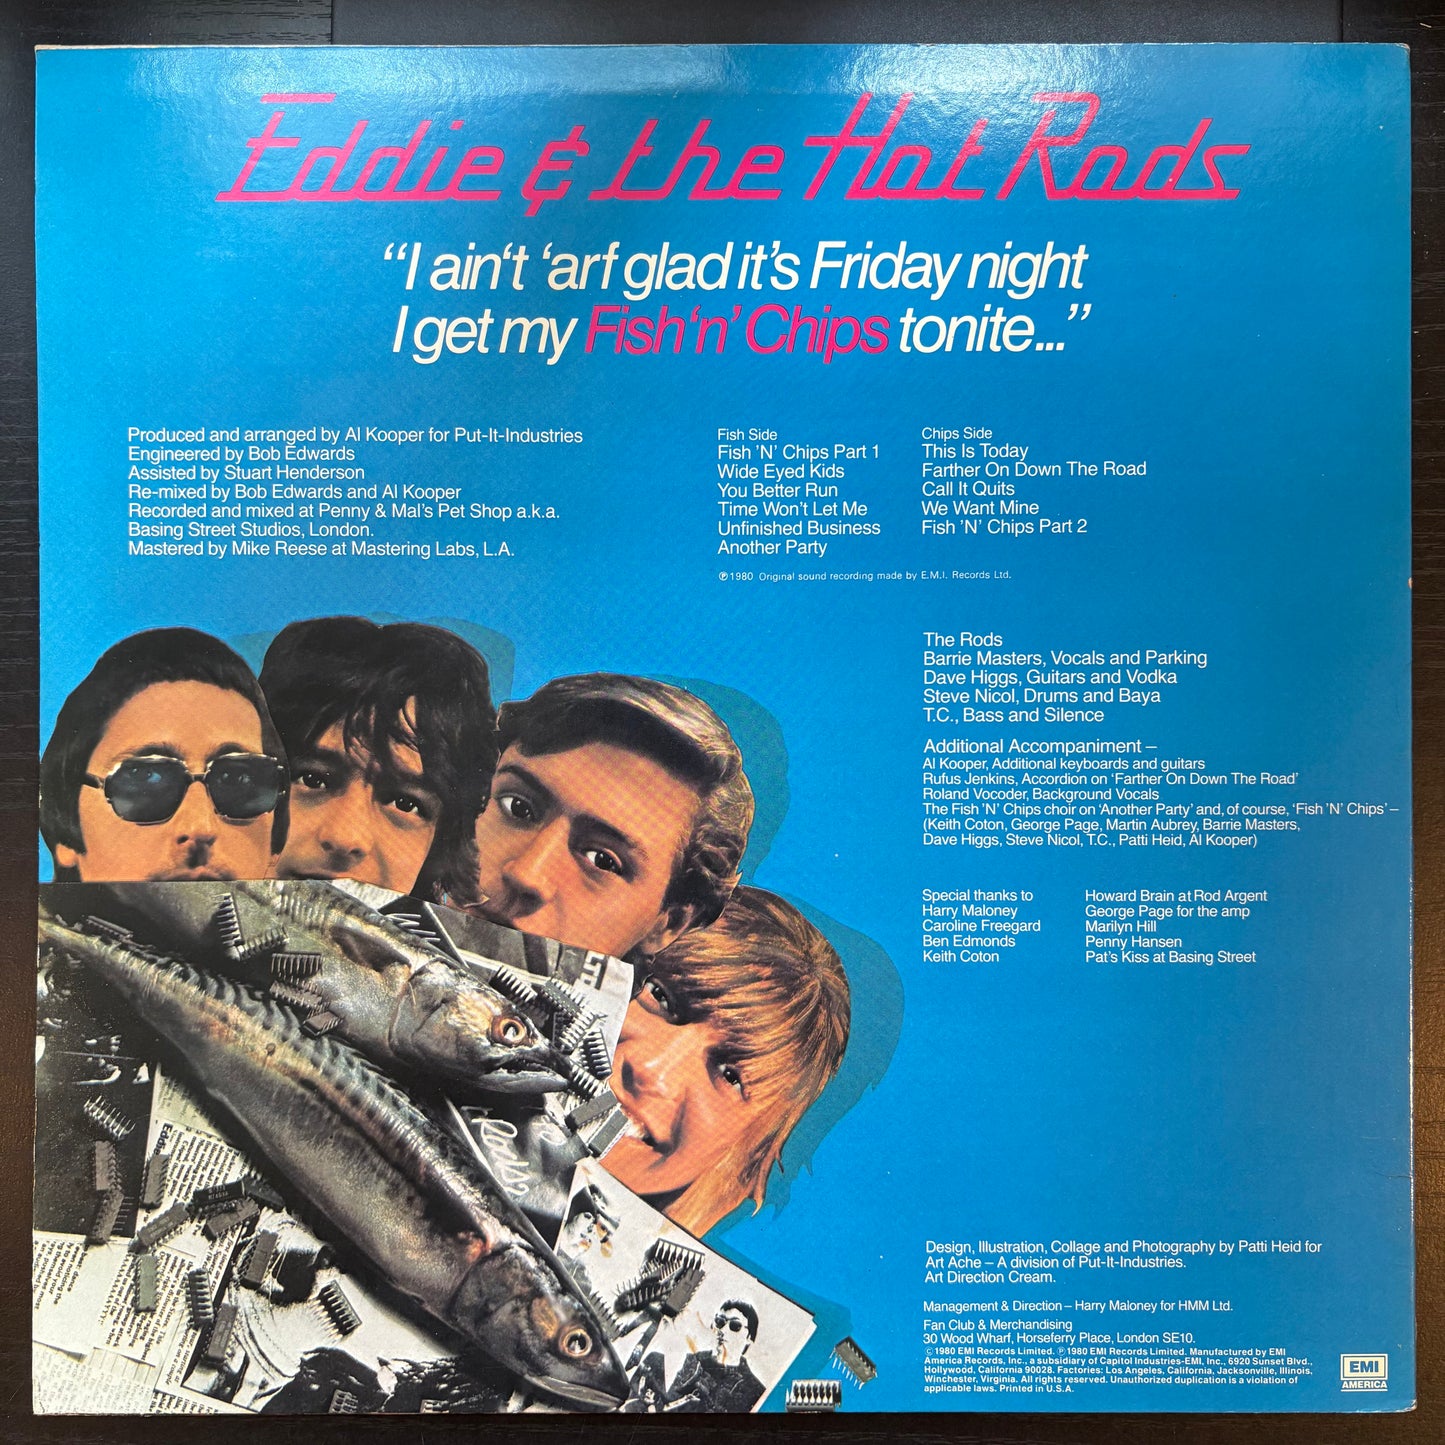 Eddie & the Hot Rods
“I ain‘t ‘arf glad it’s Friday night
I get my Fish ‘n’ Chips tonite...”
Produced and arranged by Al Kooper for Put-It-Industries
Engineered by Bob Edwards
Assisted by Stuart Henderson
Re-mixed by Bob Edwards and Al Kooper
Recorded and mixed at Penny & Mal’s Pet Shop a.k.a.
Basing Street Studios, London.
Mastered by Mike Reese at Mastering Labs, L.A.
Fish Side
Fish ’N’ Chips Part 1
Wide Eyed Kids
You Better Run
Time Won’t Let Me
Unfinished Business
Another Party
Chips Side
This Is Today
Farther On Down The Road
Call It Quits
We Want Mine
Fish ’N’ Chips Part 2
℗ 1980 Original sound recording made by E.M.I. Records Ltd.
The Rods
Barrie Masters, Vocals and Parking
Dave Higgs, Guitars and Vodka
Steve Nicol, Drums and Baya
T.C., Bass and Silence
Additional Accompaniment –
Al Kooper, Additional keyboards and guitars
Rufus Jenkins, Accordion on ‘Farther On Down The Road’
Roland Vocoder, Background Vocals
The Fish ’N’ Chips choir on ‘Another Party’ and, of course, ‘Fish ’N’ Chips’ –
(Keith Coton, George Page, Martin Aubrey, Barrie Masters,
Dave Higgs, Steve Nicol, T.C., Patti Heid, Al Kooper)
Special thanks to
Harry Maloney
Caroline Freegard
Ben Edmonds
Keith Coton
Howard Brain at Rod Argent
George Page for the amp
Marilyn Hill
Penny Hansen
Pat’s Kiss at Basing Street
Rods
Design, Illustration, Collage and Photography by Patti Heid for
Art Ache – A division of Put-It-Industries.
Art Direction Cream.
Management & Direction – Harry Maloney for HMM Ltd.
Fan Club & Merchandising
30 Wood Wharf, Horseferry Place, London SE10.
© 1980 EMI Records Limited. ℗ 1980 EMI Records Limited. Manufactured by EMI
America Records, Inc., a subsidiary of Capitol Industries-EMI, Inc., 6920 Sunset Blvd.,
Hollywood, California 90028. Factories: Los Angeles, California, Jacksonville, Illinois,
Winchester, Virginia. All rights reserved. Unauthorized duplication is a violation of
applicable laws. Printed in U.S.A.
EMI
AMERICA